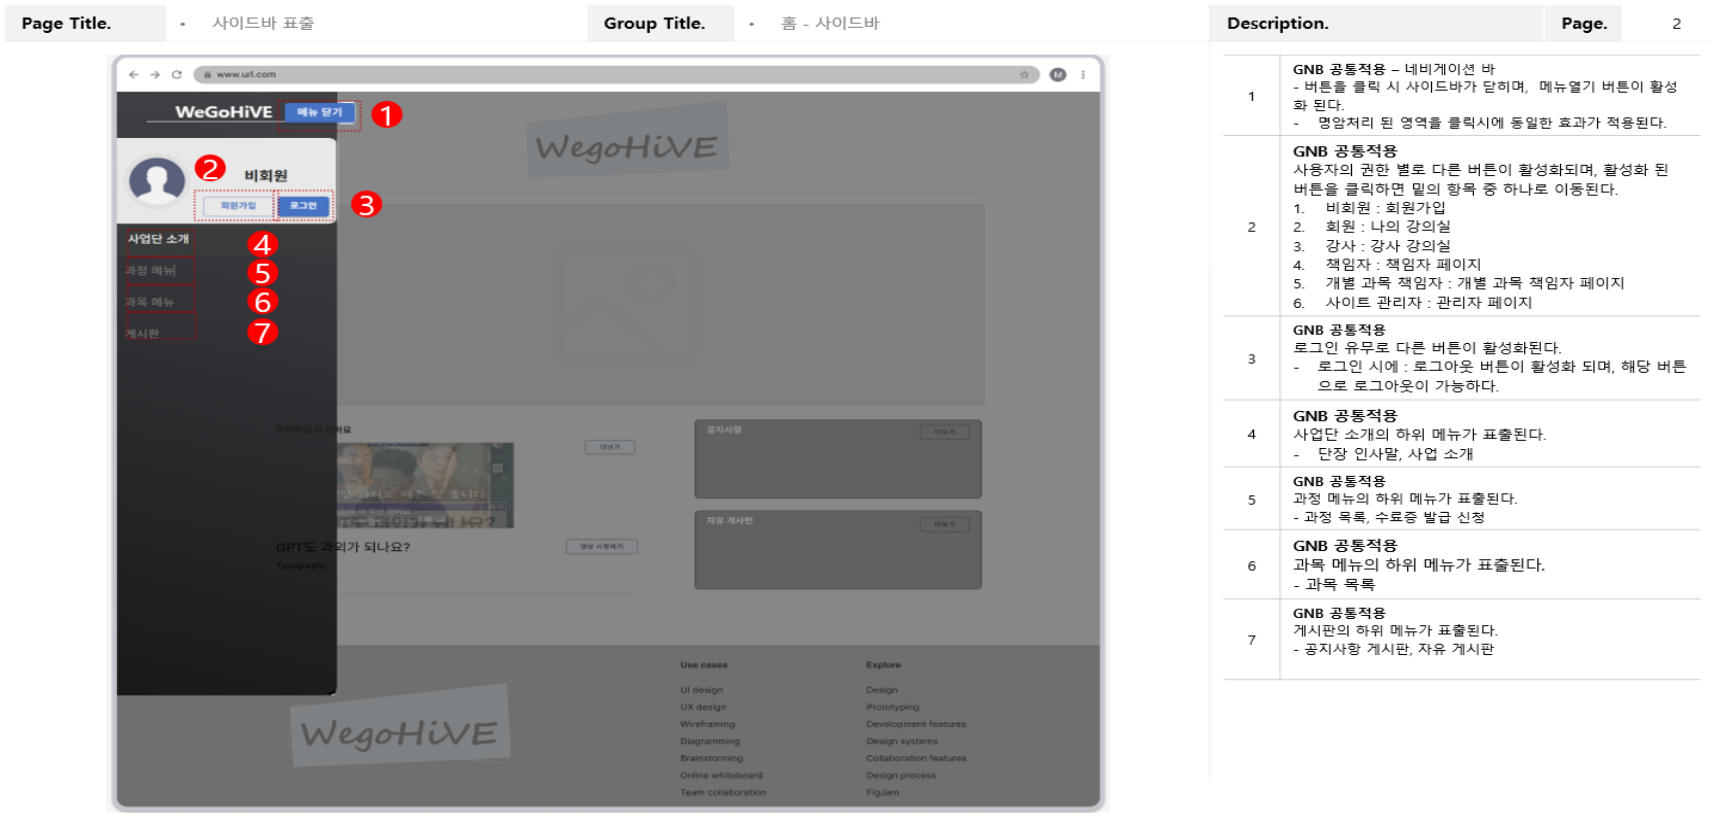 Page Title.
• 사이드바 표출
Group Title.
• 홈 - 사이드바
Description.
Page.
2
www.url.com
M
WeGoHiVE
메뉴 닫기
1
WegoHiVE
2
비회원
회원가입
로그인
3
사업단 소개
4
과정 메뉴
5
과목 메뉴
6
게시판
7
더보기
공지사항
더보기
자유 게시판
더보기
GPT도 과외가 되나요?
Typography
영상 시청하기
WegoHiVE
Use cases
UI design
UX design
Wireframing
Diagramming
Brainstorming
Online whiteboard
Team collaboration
Explore
Design
Prototyping
Development features
Design systems
Collaboration features
Design process
FigJam
1
GNB 공통적용 – 네비게이션 바
- 버튼을 클릭 시 사이드바가 닫히며, 메뉴열기 버튼이 활성
화 된다.
- 명암처리 된 영역을 클릭시에 동일한 효과가 적용된다.
2
GNB 공통적용
사용자의 권한 별로 다른 버튼이 활성화되며, 활성화 된
버튼을 클릭하면 밑의 항목 중 하나로 이동된다.
1. 비회원 : 회원가입
2. 회원 : 나의 강의실
3. 강사 : 강사 강의실
4. 책임자 : 책임자 페이지
5. 개별 과목 책임자 : 개별 과목 책임자 페이지
6. 사이트 관리자 : 관리자 페이지
3
GNB 공통적용
로그인 유무로 다른 버튼이 활성화된다.
- 로그인 시에 : 로그아웃 버튼이 활성화 되며, 해당 버튼
으로 로그아웃이 가능하다.
4
GNB 공통적용
사업단 소개의 하위 메뉴가 표출된다.
- 단장 인사말, 사업 소개
5
GNB 공통적용
과정 메뉴의 하위 메뉴가 표출된다.
- 과정 목록, 수료증 발급 신청
6
GNB 공통적용
과목 메뉴의 하위 메뉴가 표출된다.
- 과목 목록
7
GNB 공통적용
게시판의 하위 메뉴가 표출된다.
- 공지사항 게시판, 자유 게시판